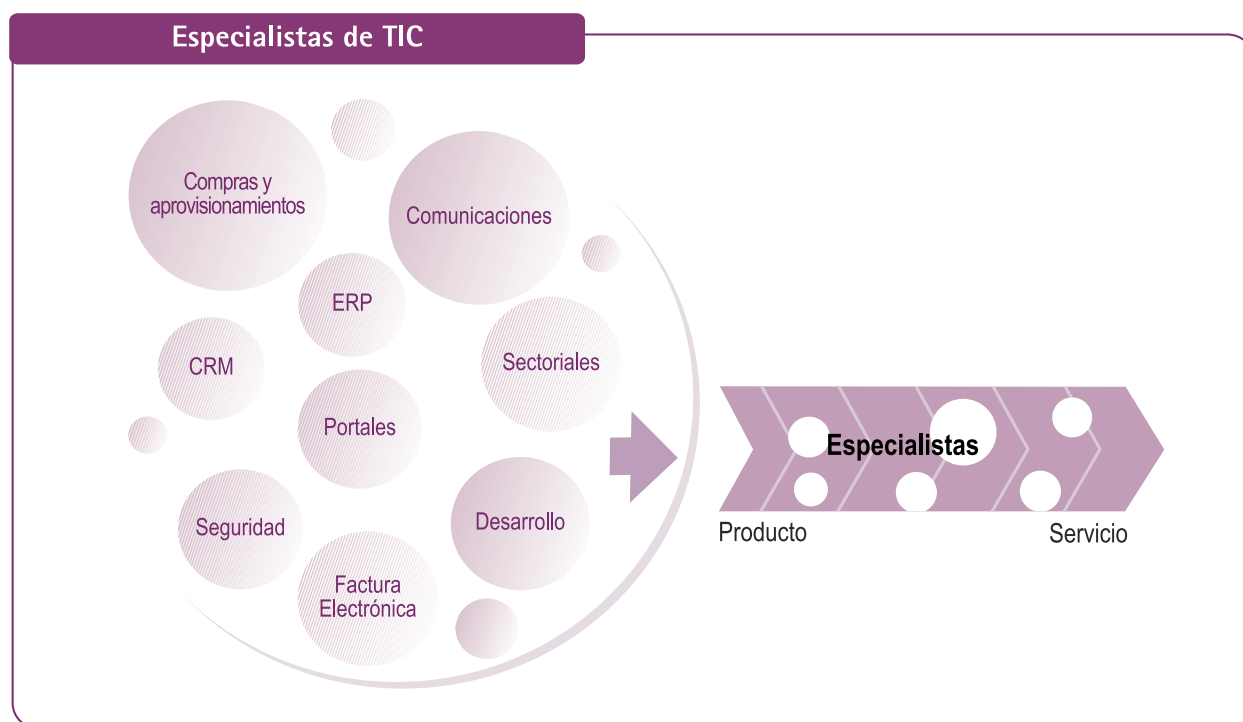 Especialistas de TIC
Compras y
aprovisionamientos
Comunicaciones
ERP
CRM
Sectoriales
Portales
Seguridad
Desarrollo
Factura
Electrónica
Especialistas
Producto
Servicio